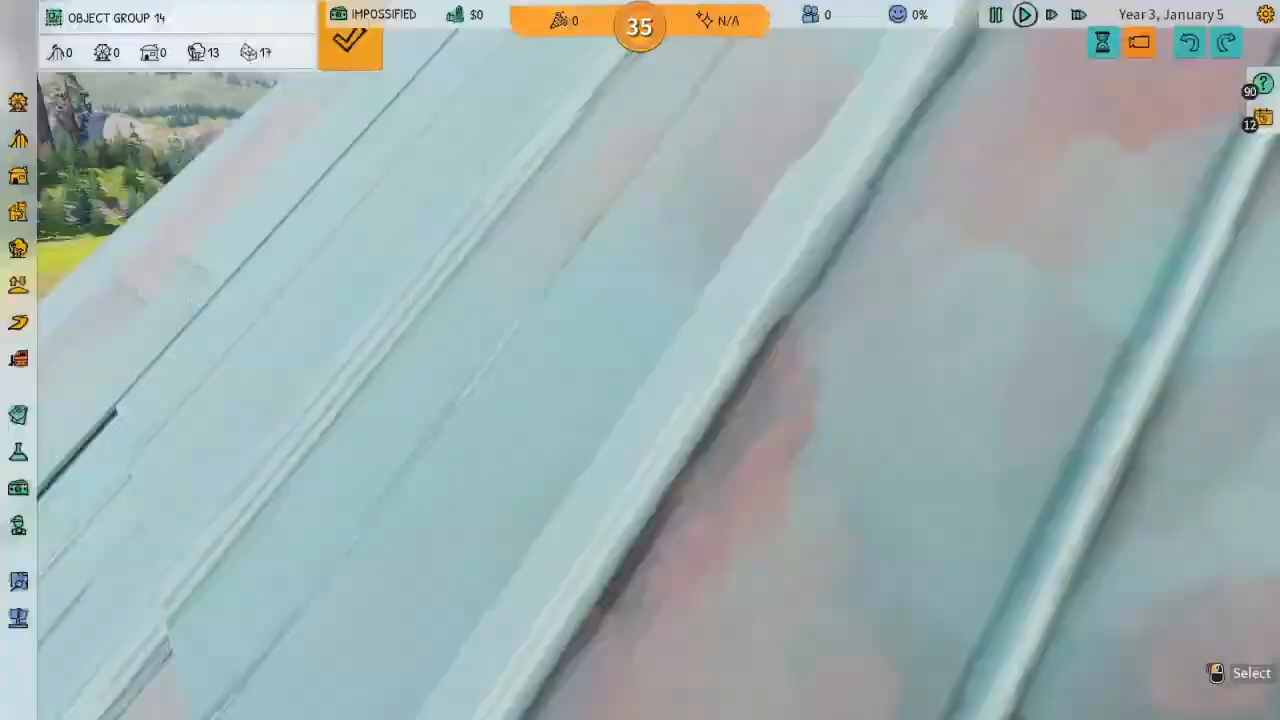 OBJECT GROUP 14
IMPOSSIFIED
$0
0
35
N/A
0
0%
Year 3, January 5
0
0
0
13
17
90
12
Select